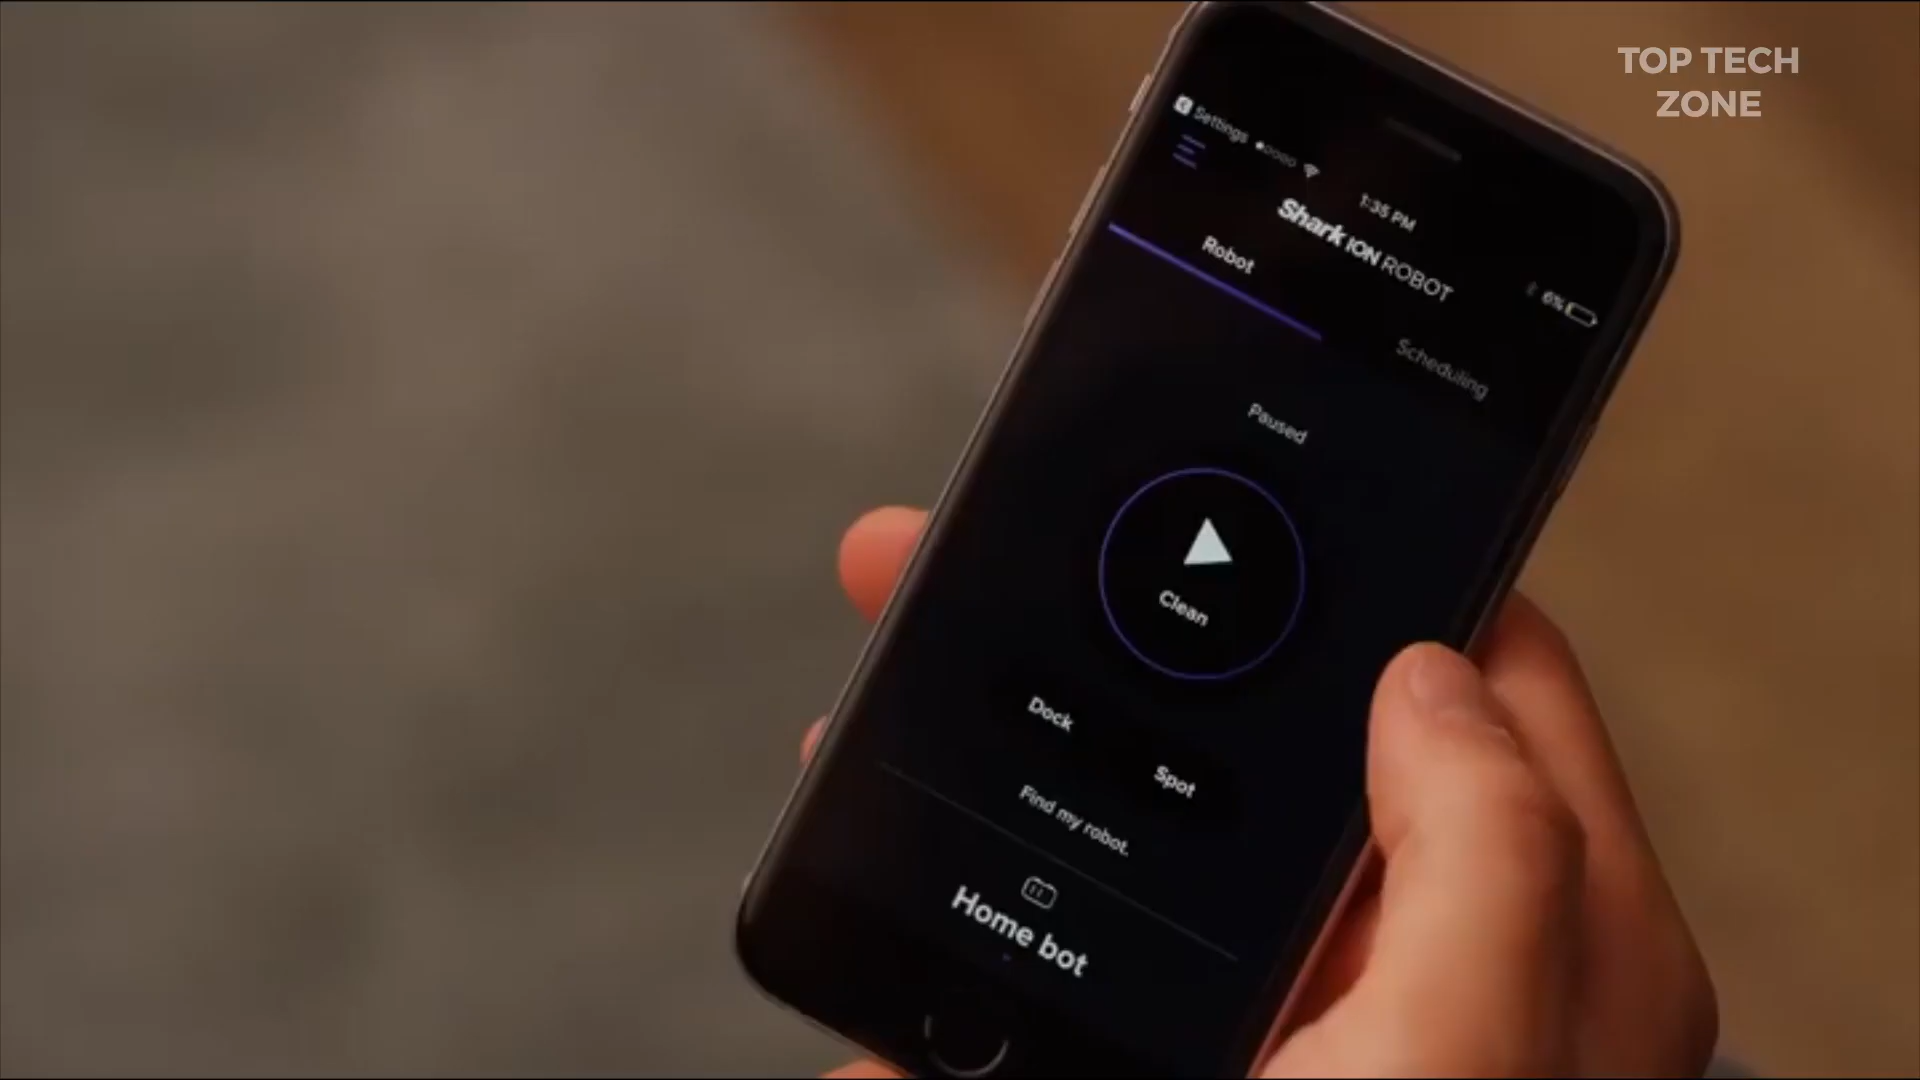 TOP TECH
ZONE
Settings
1:35 PM
6%
Shark ION ROBOT
Robot
Scheduling
Paused
Clean
Dock
Spot
Find my robot.
Home bot